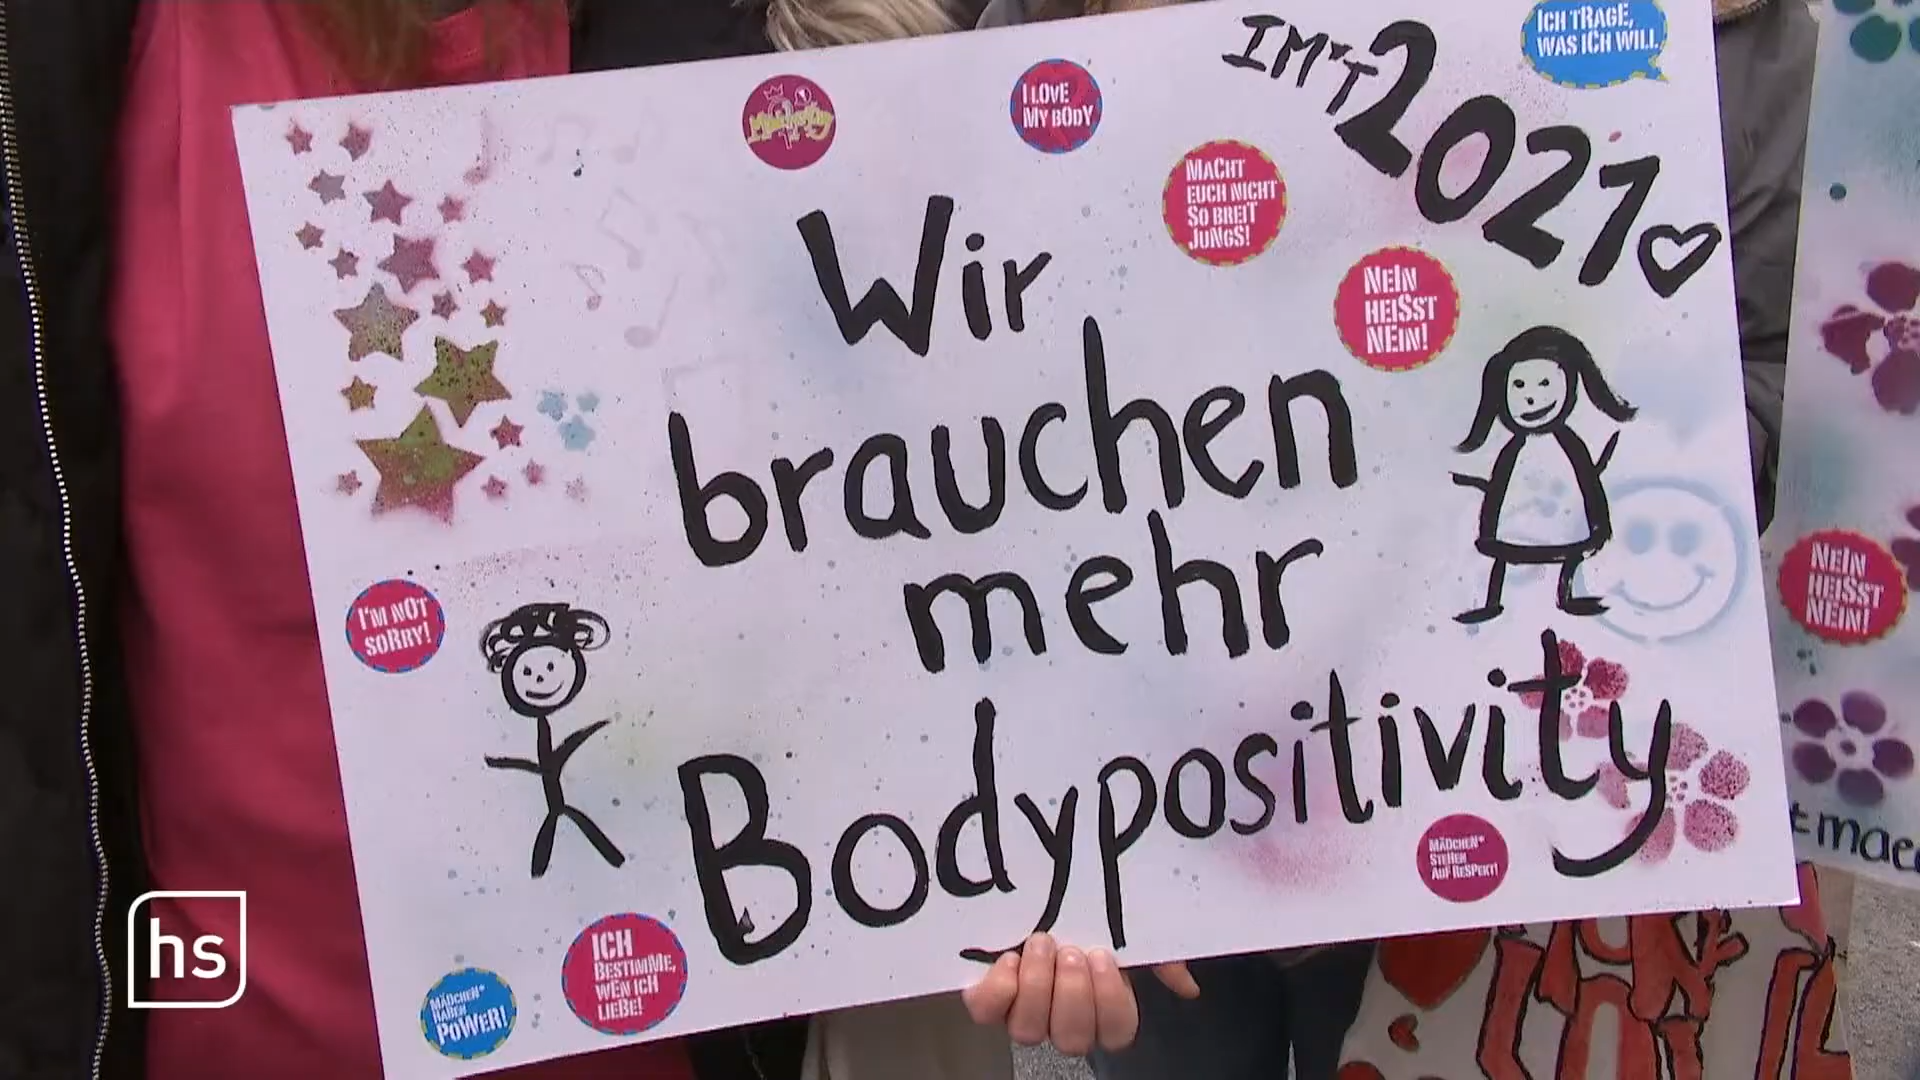 ICH TRAGE,
WAS ICH WILL
IM*T 2021
I LOVE
MY BODY
MACHT
EUCH NICHT
SO BREIT
JUNGS!
NEIN
HEISST
NEIN!
Wir
brauchen
mehr
Bodypositivity
I'M NOT
SORRY!
NEIN
HEISST
NEIN!
MÄDCHEN*
STEHEN
AUF RESPEKT!
ICH
BESTIMME,
WEN ICH
LIEBE!
MÄDCHEN*
HABEN
POWER!
hs